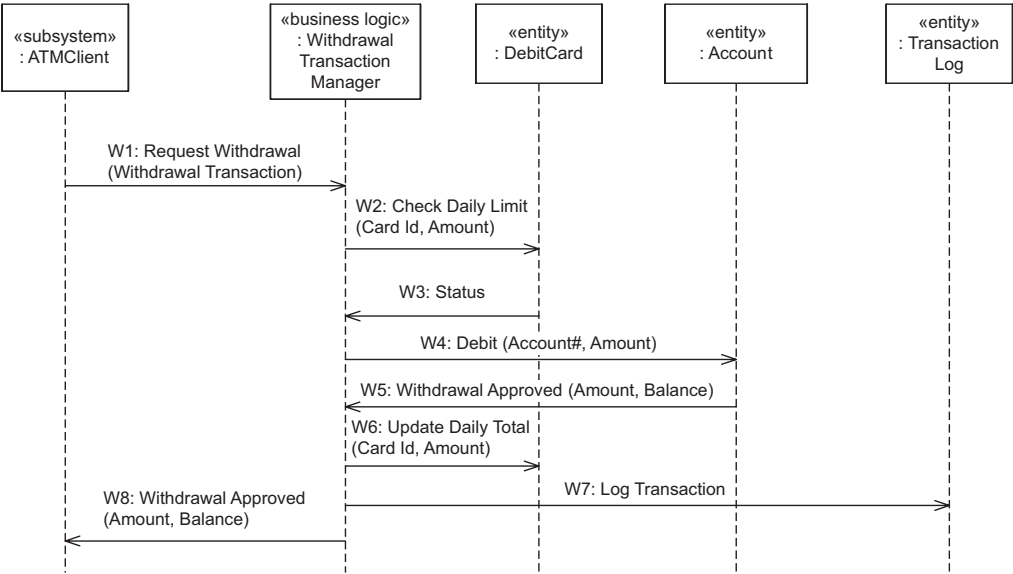 «subsystem»
: ATMClient
«business logic»
: Withdrawal
Transaction
Manager
«entity»
: DebitCard
«entity»
: Account
«entity»
: Transaction
Log
W1: Request Withdrawal
(Withdrawal Transaction)
W2: Check Daily Limit
(Card Id, Amount)
W3: Status
W4: Debit (Account#, Amount)
W5: Withdrawal Approved (Amount, Balance)
W6: Update Daily Total
(Card Id, Amount)
W7: Log Transaction
W8: Withdrawal Approved
(Amount, Balance)